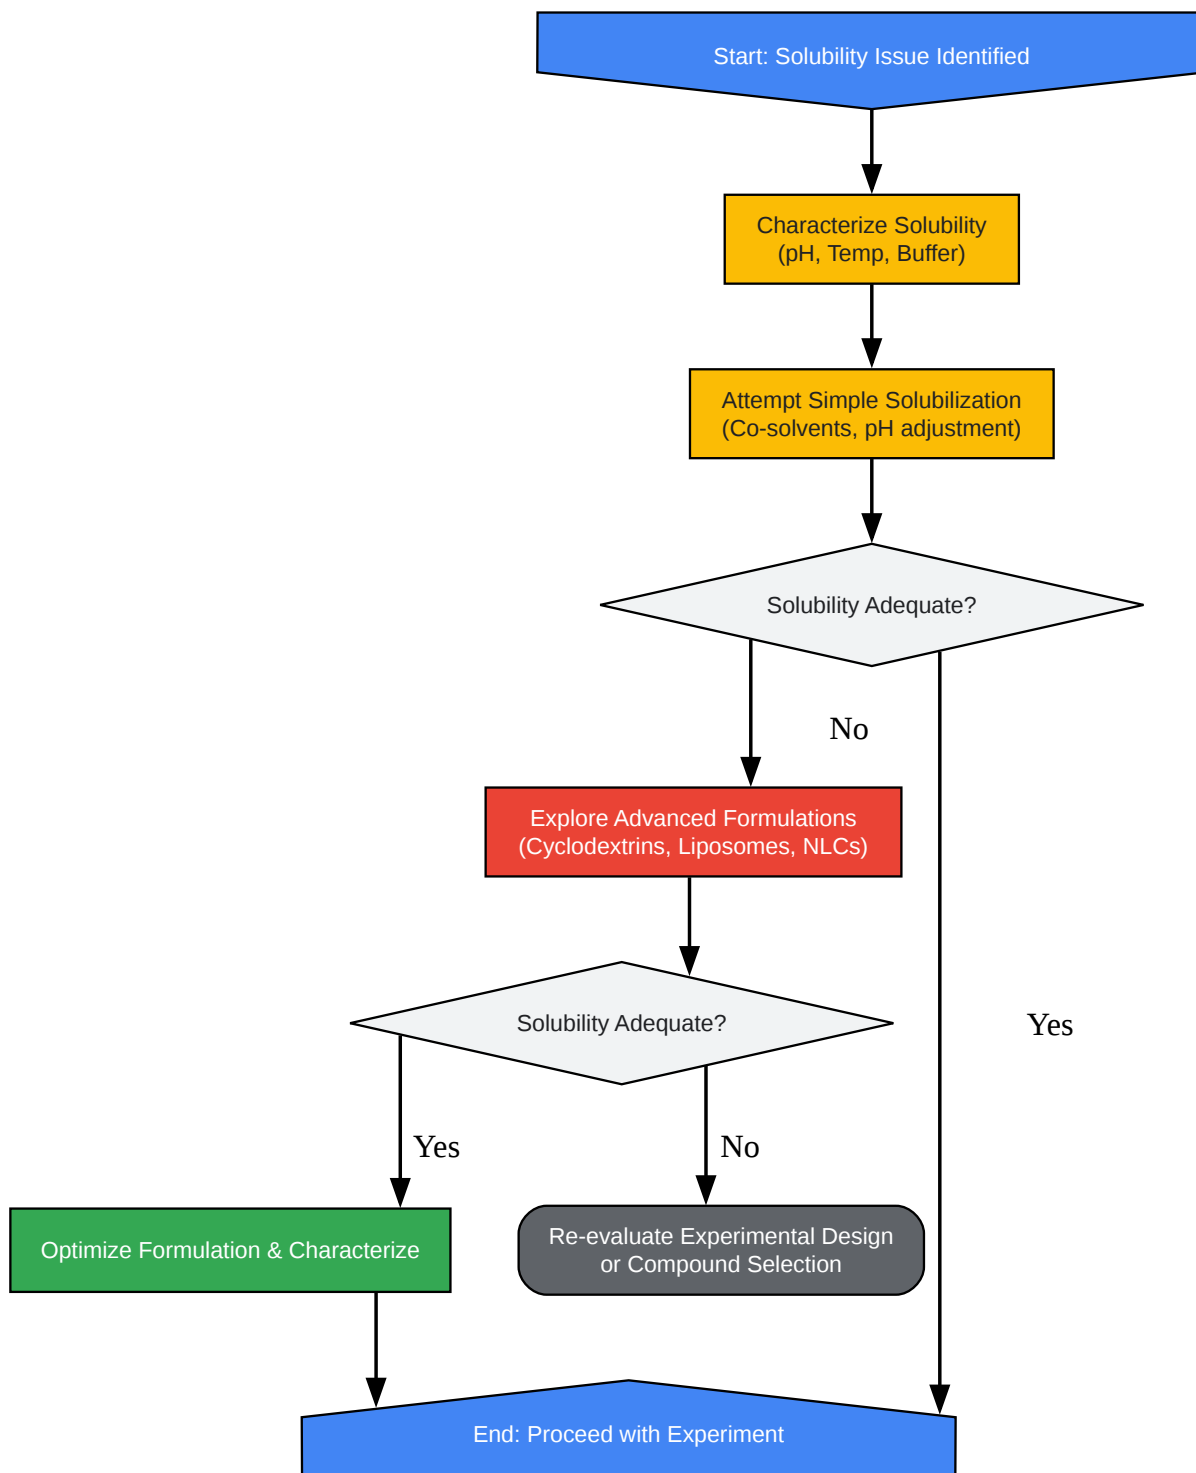 Start: Solubility Issue Identified
Characterize Solubility
(pH, Temp, Buffer)
Attempt Simple Solubilization
(Co-solvents, pH adjustment)
Solubility Adequate?
No
Explore Advanced Formulations
(Cyclodextrins, Liposomes, NLCs)
Solubility Adequate?
Yes
Yes
No
Optimize Formulation & Characterize
Re-evaluate Experimental Design
or Compound Selection
End: Proceed with Experiment